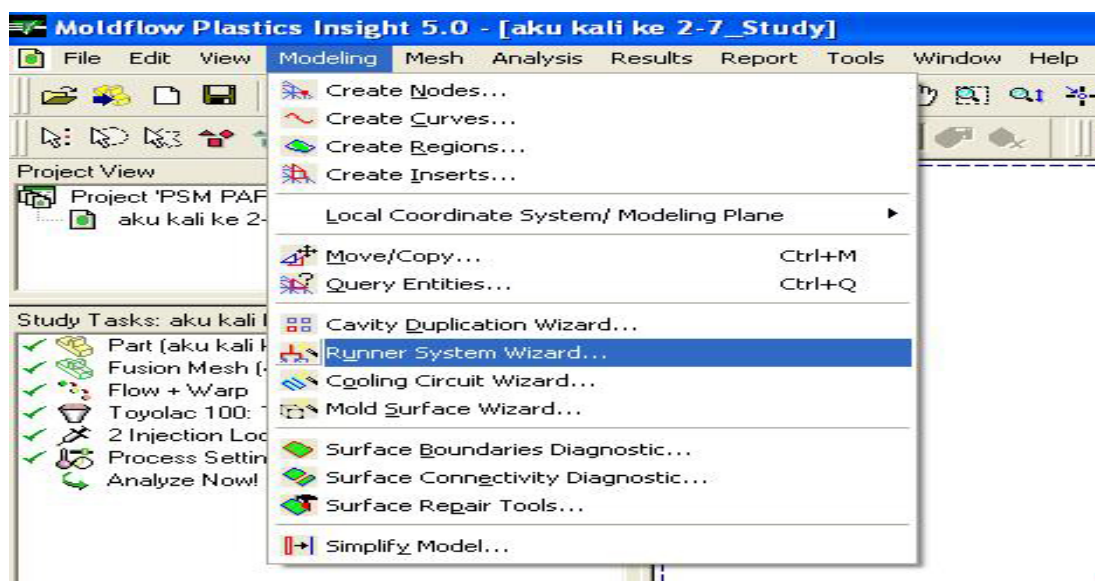 Moldflow Plastics Insight 5.0 - [aku kali ke 2-7_Study]
File Edit View Modeling Mesh Analysis Results Report Tools Window Help
Create Nodes...
Create Curves...
Create Regions...
Create Inserts...
Local Coordinate System/ Modeling Plane
Move/Copy... Ctrl+M
Query Entities... Ctrl+Q
Cavity Duplication Wizard...
Runner System Wizard...
Cooling Circuit Wizard...
Mold Surface Wizard...
Surface Boundaries Diagnostic...
Surface Connectivity Diagnostic...
Surface Repair Tools...
Simplify Model...
Project View
Project 'PSM PAP
aku kali ke 2-
Study Tasks: aku kali
Part (aku kali
Fusion Mesh (
Flow + Warp
Toyolac 100:
2 Injection Loc
Process Settin
Analyze Now!